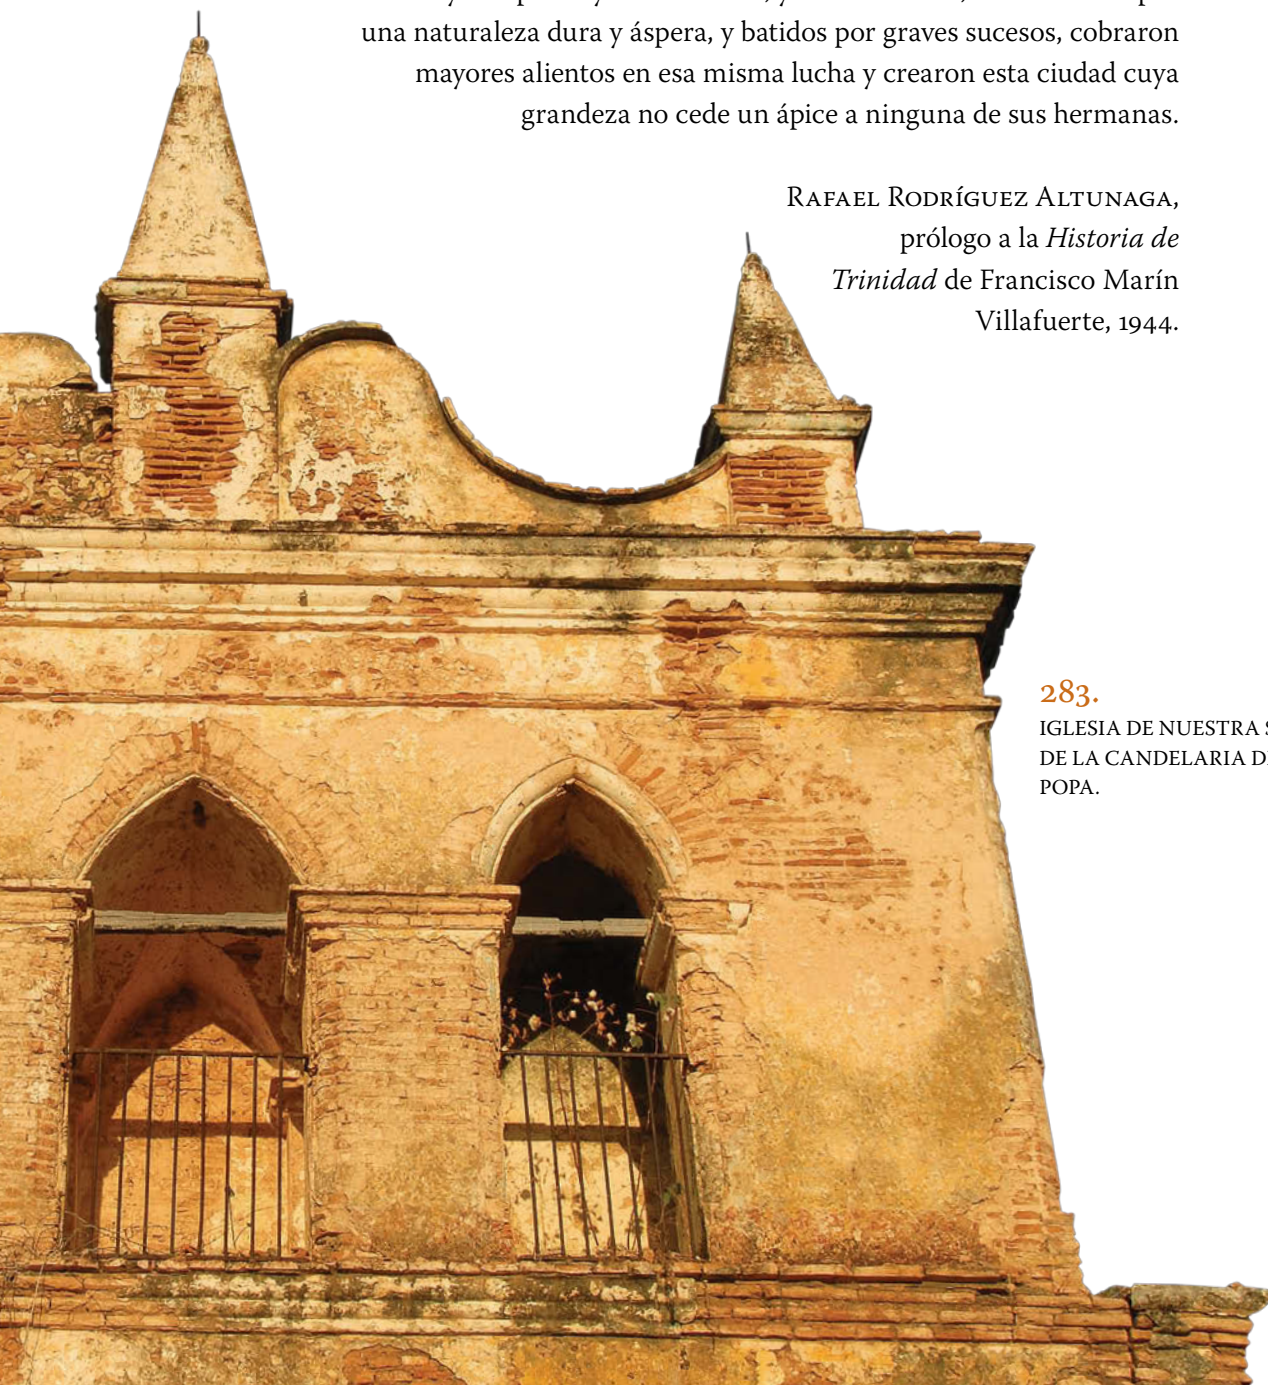 una naturaleza dura y áspera, y batidos por graves sucesos, cobraron
mayores alientos en esa misma lucha y crearon esta ciudad cuya
grandeza no cede un ápice a ninguna de sus hermanas.
Rafael Rodríguez Altunaga,
prólogo a la Historia de
Trinidad de Francisco Marín
Villafuerte, 1944.
283.
IGLESIA DE NUESTRA
DE LA CANDELARIA
POPA.